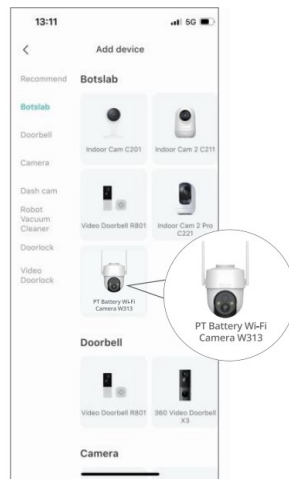 13:11
5G
Add device
Recommend
Botslab
Doorbell
Camera
Dash cam
Robot
Vacuum
Cleaner
Doorlock
Video
Doorlock
Botslab
Indoor Cam C201
Indoor Cam 2 C211
Video Doorbell R801
Indoor Cam 2 Pro
C221
PT Battery Wi-Fi
Camera W313
PT Battery Wi-Fi
Camera W313
Doorbell
Video Doorbell R801
360 Video Doorbell
X3
Camera